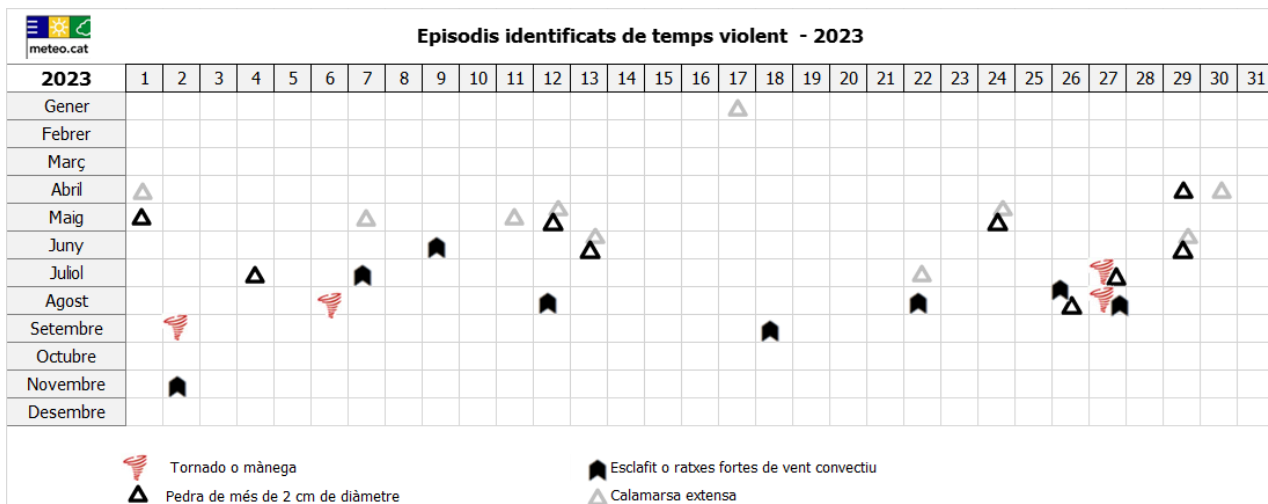 meteo.cat
Episodis identificats de temps violent - 2023
2023 1 2 3 4 5 6 7 8 9 10 11 12 13 14 15 16 17 18 19 20 21 22 23 24 25 26 27 28 29 30 31
Gener
Febrer
Març
Abril
Maig
Juny
Juliol
Agost
Setembre
Octubre
Novembre
Desembre
Tornado o mànega
Esclafit o ratxes fortes de vent convectiu
Pedra de més de 2 cm de diàmetre
Calamarsa extensa